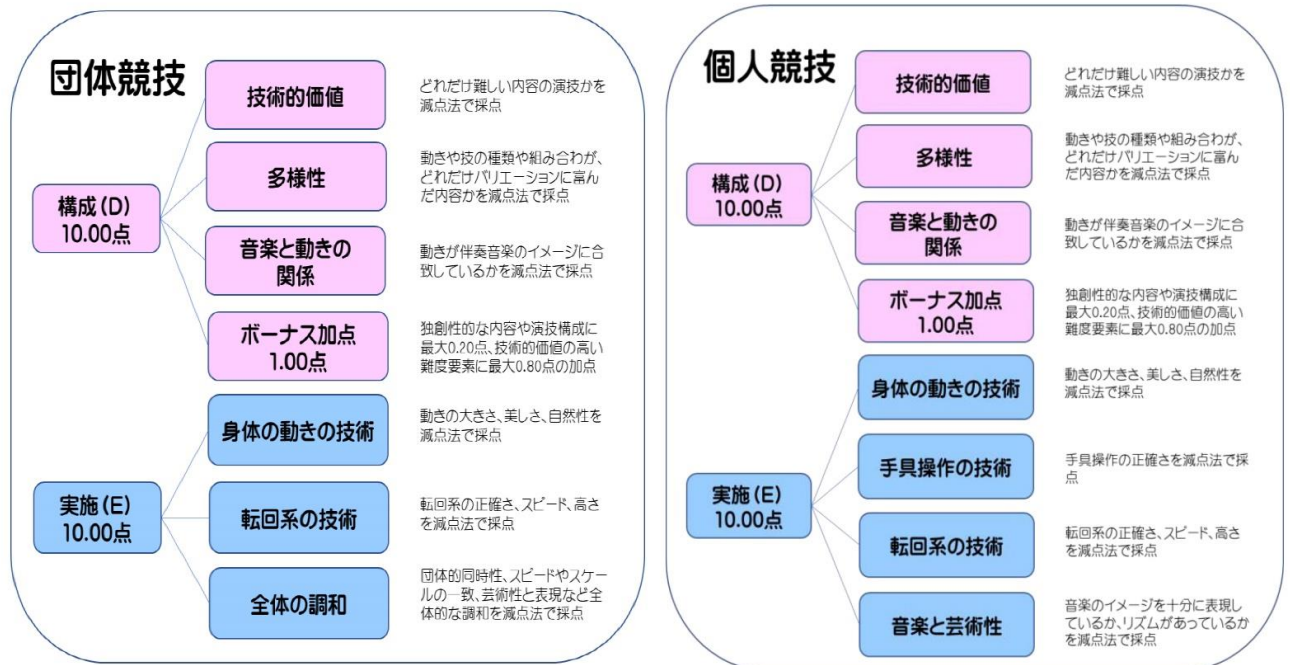 団体競技
技術的価値
どれだけ難しい内容の演技かを
減点法で採点
多様性
動きや技の種類や組み合わが、
どれだけバリエーションに富ん
だ内容かを減点法で採点
構成(D)
10.00点
音楽と動きの
関係
動きが伴奏音楽のイメージに合
致しているかを減点法で採点
ボーナス加点
1.00点
独創性的な内容や演技構成に
最大0.20点、技術的価値の高い
難度要素に最大0.80点の加点
身体の動きの技術
動きの大きさ、美しさ、自然性を
減点法で採点
実施(E)
10.00点
転回系の技術
転回系の正確さ、スピード、高さ
を減点法で採点
全体の調和
団体的同時性、スピードやスケー
ルの一致、芸術性と表現など全
体的な調和を減点法で採点
個人競技
技術的価値
どれだけ難しい内容の演技かを
減点法で採点
多様性
動きや技の種類や組み合わが、
どれだけバリエーションに富ん
だ内容かを減点法で採点
構成(D)
10.00点
音楽と動きの
関係
動きが伴奏音楽のイメージに合
致しているかを減点法で採点
ボーナス加点
1.00点
独創性的な内容や演技構成に
最大0.20点、技術的価値の高い
難度要素に最大0.80点の加点
身体の動きの技術
動きの大きさ、美しさ、自然性を
減点法で採点
手具操作の技術
手具操作の正確さを減点法で採
点
実施(E)
10.00点
転回系の技術
転回系の正確さ、スピード、高さ
を減点法で採点
音楽と芸術性
音楽のイメージを十分に表現し
ているか、リズムがあっているか
を減点法で採点